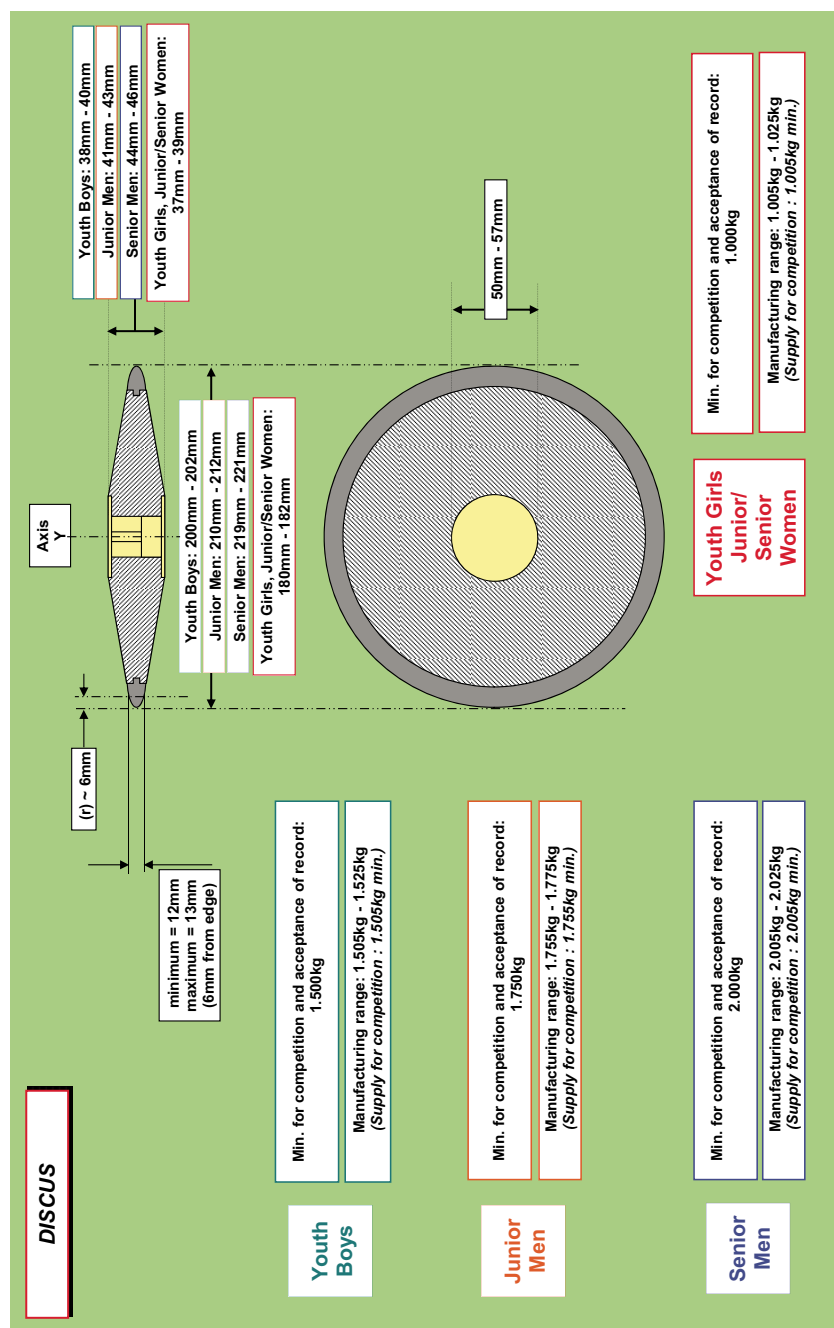 DISCUS
minimum = 12mm
maximum = 13mm
(6mm from edge)
(r) ~ 6mm
Axis
Y
Youth Boys: 38mm - 40mm
Junior Men: 41mm - 43mm
Senior Men: 44mm - 46mm
Youth Girls, Junior/Senior Women:
37mm - 39mm
Youth Boys: 200mm - 202mm
Junior Men: 210mm - 212mm
Senior Men: 219mm - 221mm
Youth Girls, Junior/Senior Women:
180mm - 182mm
50mm - 57mm
Youth
Boys
Min. for competition and acceptance of record:
1.500kg
Manufacturing range: 1.505kg - 1.525kg
(Supply for competition : 1.505kg min.)
Junior
Men
Min. for competition and acceptance of record:
1.750kg
Manufacturing range: 1.755kg - 1.775kg
(Supply for competition : 1.755kg min.)
Senior
Men
Min. for competition and acceptance of record:
2.000kg
Manufacturing range: 2.005kg - 2.025kg
(Supply for competition : 2.005kg min.)
Youth Girls
Junior/
Senior
Women
Min. for competition and acceptance of record:
1.000kg
Manufacturing range: 1.005kg - 1.025kg
(Supply for competition : 1.005kg min.)